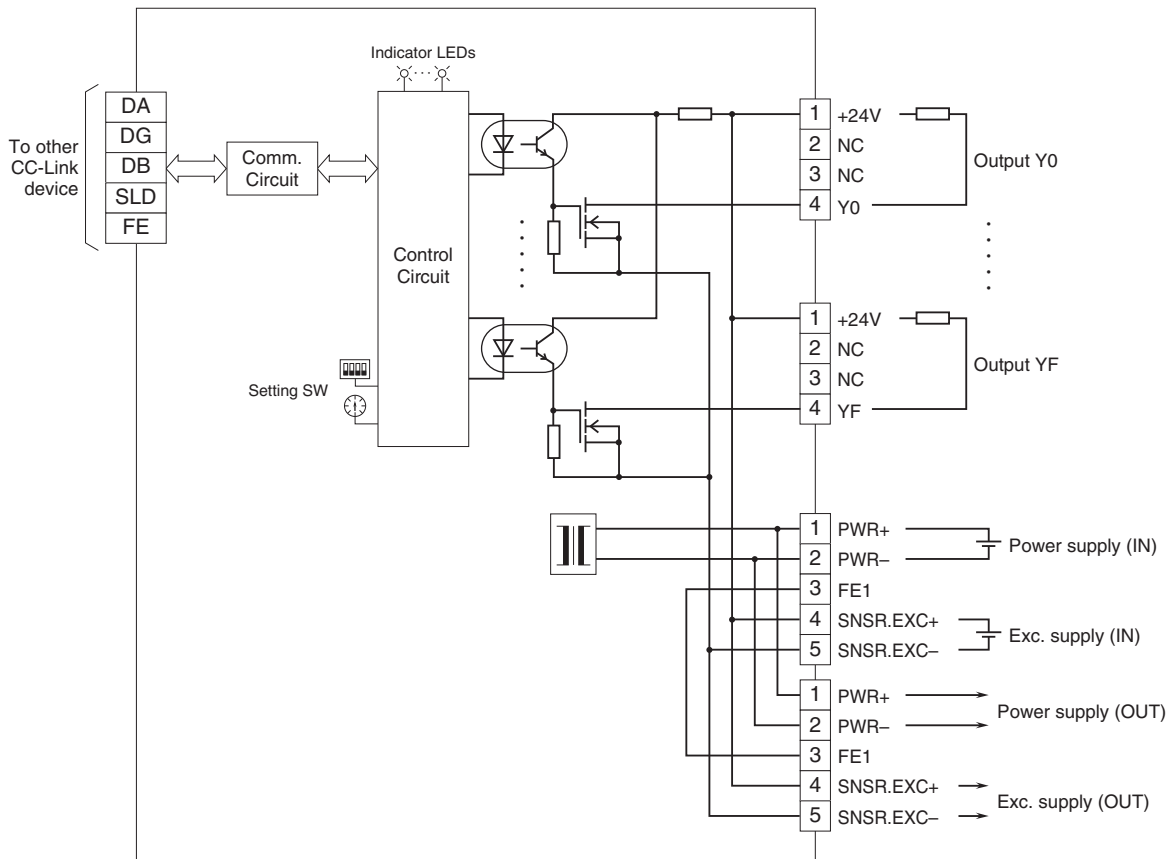 Indicator LEDs
To other
CC-Link
device
DA
DG
DB
SLD
FE
Comm.
Circuit
Control
Circuit
Setting SW
1 +24V
2 NC
3 NC
4 Y0
Output Y0
1 +24V
2 NC
3 NC
4 YF
Output YF
1 PWR+
2 PWR–
3 FE1
4 SNSR.EXC+
5 SNSR.EXC–
Power supply (IN)
Exc. supply (IN)
1 PWR+
2 PWR–
3 FE1
4 SNSR.EXC+
5 SNSR.EXC–
Power supply (OUT)
Exc. supply (OUT)